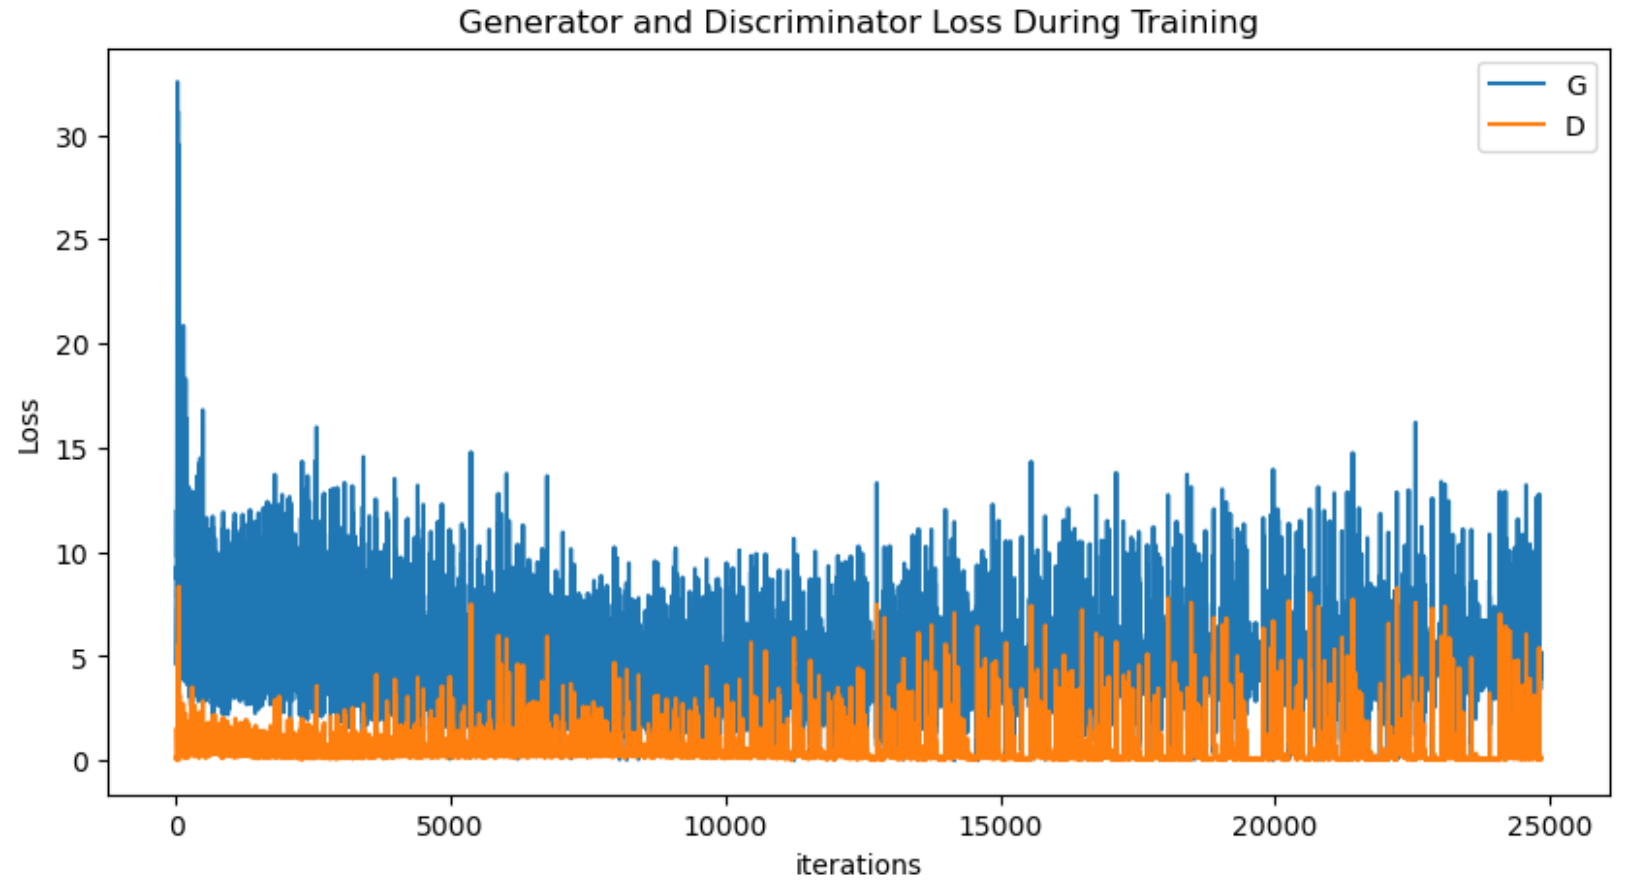 Generator and Discriminator Loss During Training
G
D
30
25
20
15
10
5
0
Loss
0 5000 10000 15000 20000 25000
iterations